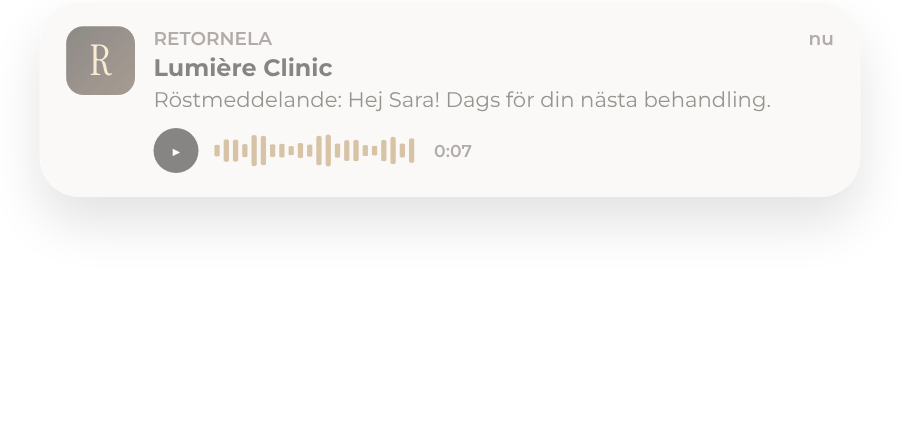 R
RETORNELA
nu
Lumière Clinic
Röstmeddelande: Hej Sara! Dags för din nästa behandling.
0:07